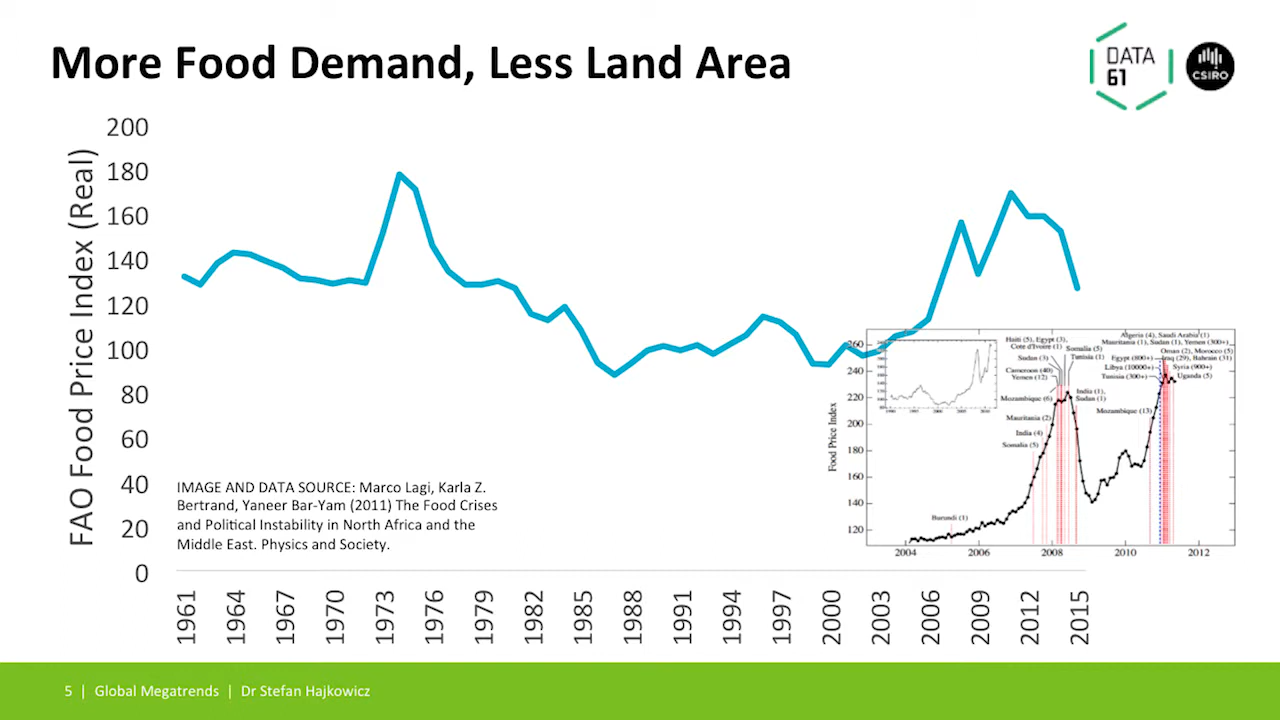 More Food Demand, Less Land Area
DATA
61
CSIRO
FAO Food Price Index (Real)
200
180
160
140
120
100
80
60
40
20
0
1961
1964
1967
1970
1973
1976
1979
1982
1985
1988
1991
1994
1997
2000
2003
2006
2009
2012
2015
IMAGE AND DATA SOURCE: Marco Lagi, Karla Z.
Bertrand, Yaneer Bar-Yam (2011) The Food Crises
and Political Instability in North Africa and the
Middle East. Physics and Society.
Food Price Index
260
240
220
200
180
160
140
120
2004
2006
2008
2010
2012
Burundi (1)
Somalia (5)
India (4)
Mauritania (2)
Mozambique (6)
Cameroon (40)
Yemen (12)
Sudan (3)
Haiti (5), Egypt (3),
Cote d'Ivoire (1)
Somalia (5)
Tunisia (1)
India (1),
Sudan (1)
Mozambique (13)
Tunisia (300+)
Libya (10000+)
Egypt (800+)
Algeria (4), Saudi Arabia (1)
Mauritania (1), Sudan (1), Yemen (300+)
Oman (2), Morocco (5)
Iraq (29), Bahrain (31)
Syria (900+)
Uganda (5)
5 | Global Megatrends | Dr Stefan Hajkowicz